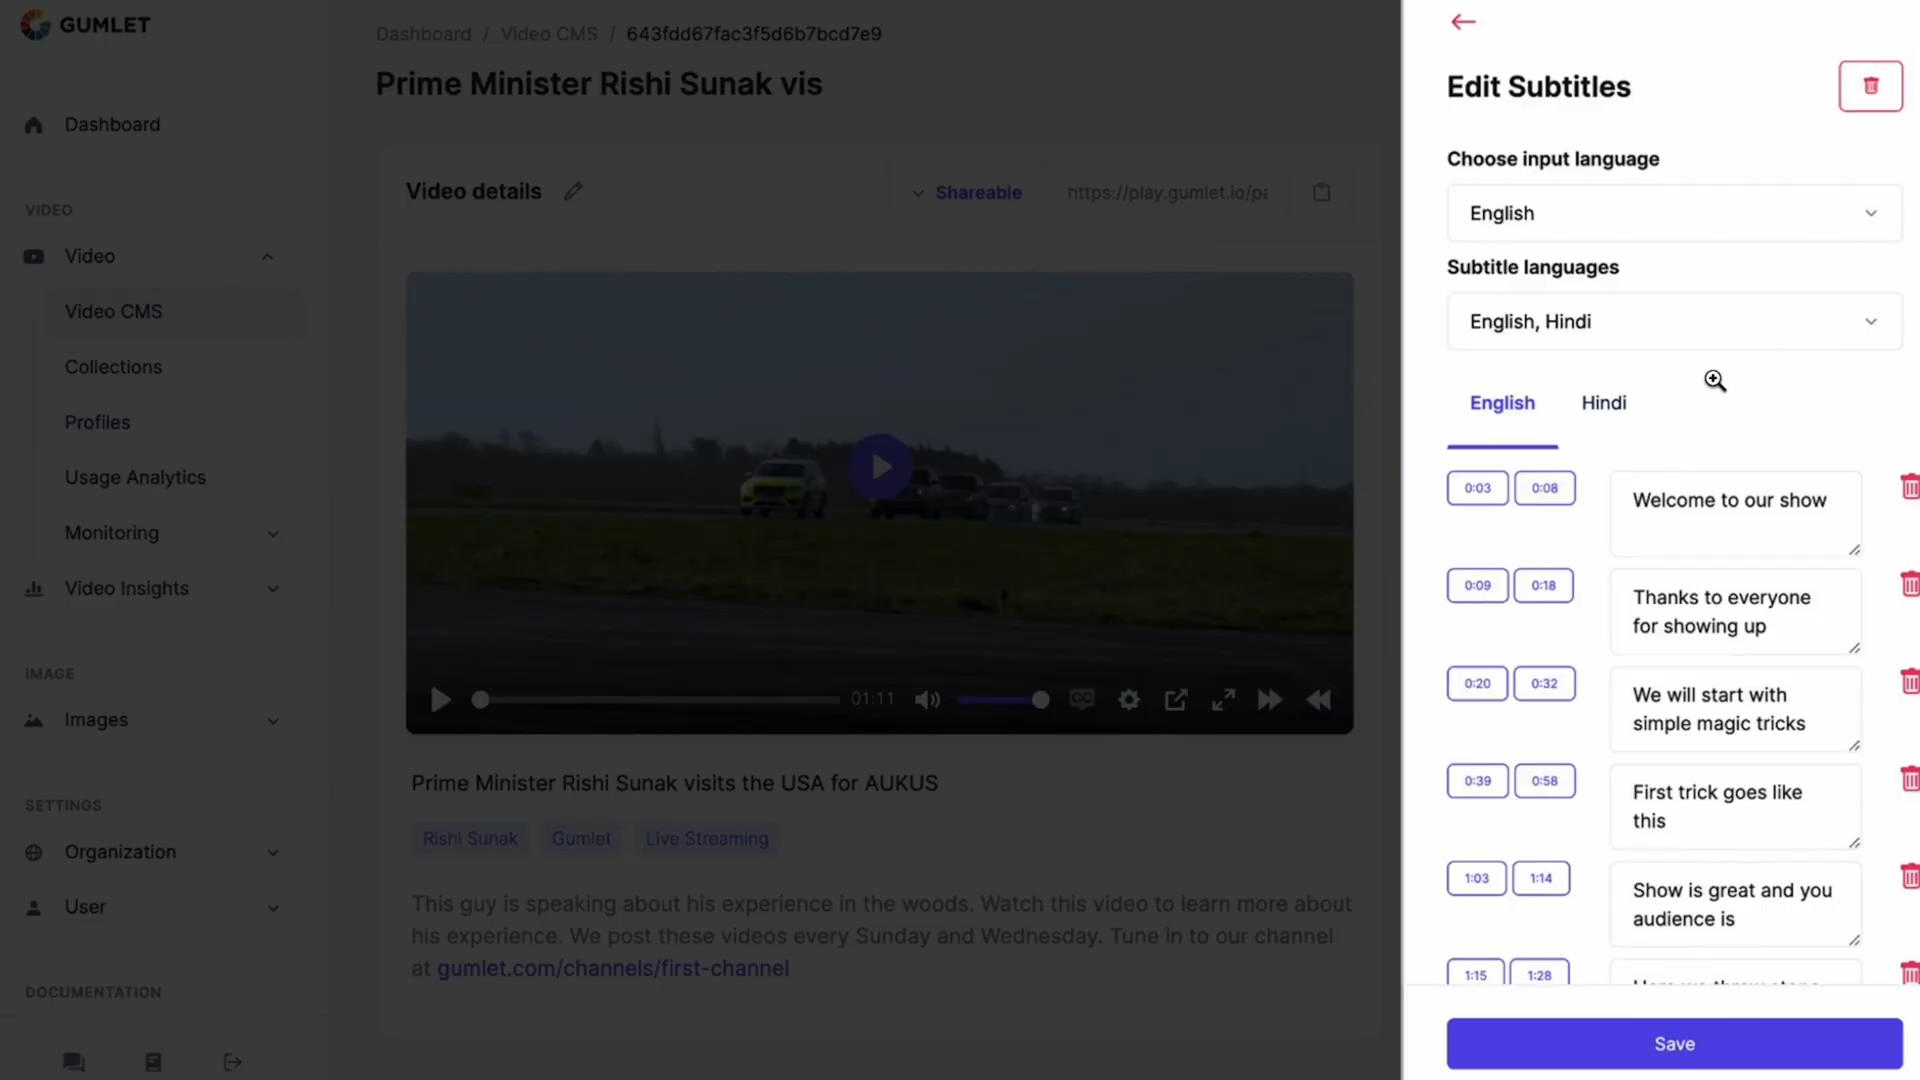 GUMLET
Dashboard
VIDEO
Video
Video CMS
Collections
Profiles
Usage Analytics
Monitoring
Video Insights
IMAGE
Images
SETTINGS
Organization
User
DOCUMENTATION
Dashboard / Video CMS / 643fdd67fac3f5d6b7bcd7e9
Prime Minister Rishi Sunak vis
Video details
Shareable
https://play.gumlet.io/pa
01:11
CC
Prime Minister Rishi Sunak visits the USA for AUKUS
Rishi Sunak Gumlet Live Streaming
This guy is speaking about his experience in the woods. Watch this video to learn more about
his experience. We post these videos every Sunday and Wednesday. Tune in to our channel
at gumlet.com/channels/first-channel
Edit Subtitles
Choose input language
English
Subtitle languages
English, Hindi
English Hindi
0:03 0:08
Welcome to our show
0:09 0:18
Thanks to everyone
for showing up
0:20 0:32
We will start with
simple magic tricks
0:39 0:58
First trick goes like
this
1:03 1:14
Show is great and you
audience is
1:15 1:28
Save